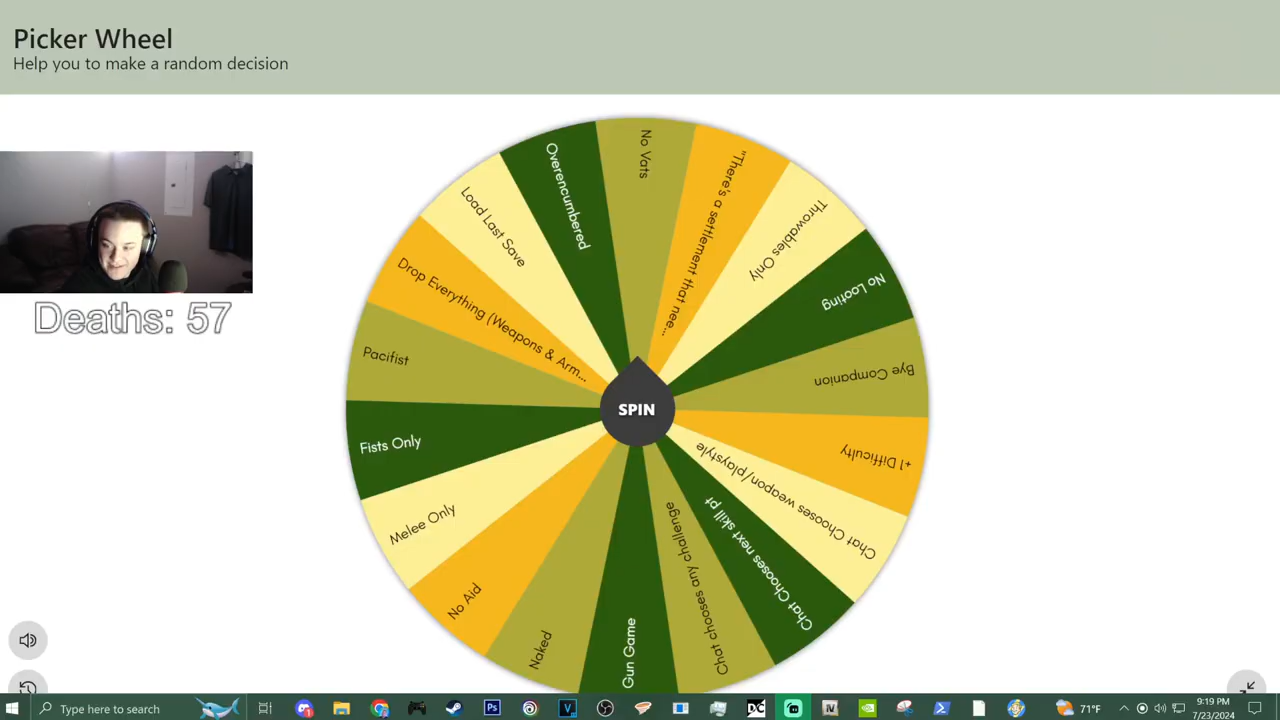 Picker Wheel
Help you to make a random decision
Deaths: 57
No Vats
"There's a settlement that nee...
Throwables Only
No Looting
Bye Companion
+1 Difficulty
Chat Chooses weapon/playstyle
Chat Chooses next skill pt
Chat chooses any challenge
Gun Game
Naked
No Aid
Melee Only
Fists Only
Pacifist
Drop Everything (Weapons & Arm...
Load Last Save
Overencumbered
SPIN
Type here to search
71°F
9:19 PM
7/23/2024